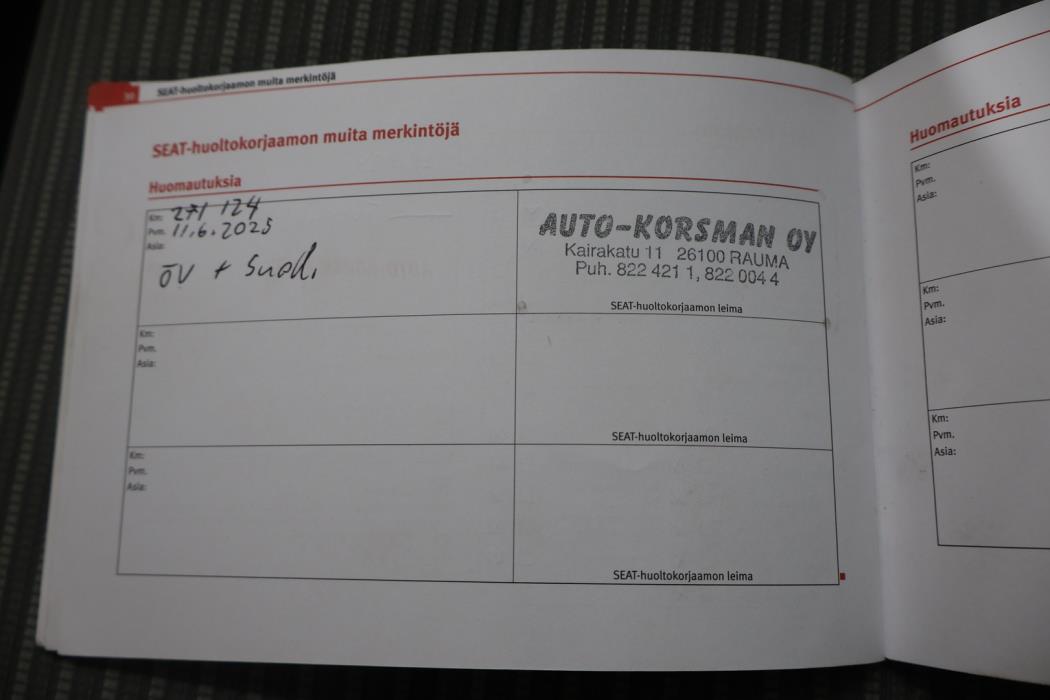 30 SEAT-huoltokorjaamon muita merkintöjä
SEAT-huoltokorjaamon muita merkintöjä
Huomautuksia
Km: 271 124
Pvm. 11.6.2025
Asia:
ÖV + Suod.
AUTO-KORSMAN OY
Kairakatu 11 26100 RAUMA
Puh. 822 421 1, 822 004 4
SEAT-huoltokorjaamon leima
Km:
Pvm.
Asia:
SEAT-huoltokorjaamon leima
Km:
Pvm.
Asia:
SEAT-huoltokorjaamon leima
Huomautuksia
Km:
Pvm.
Asia:
Km:
Pvm.
Asia:
Km:
Pvm.
Asia: